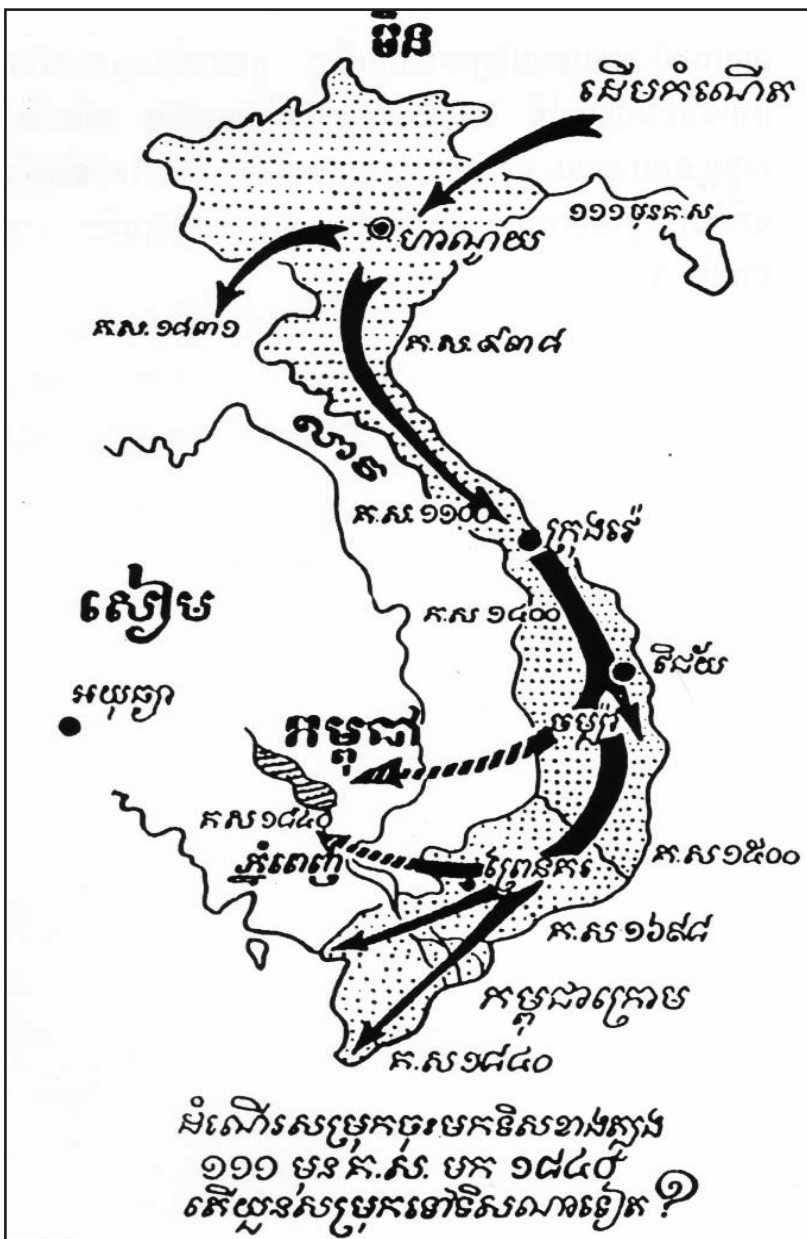 ចិន
ដើមកំណើត
១១១ មុនគ.ស
ហាណូយ
គ.ស. ១៨៣១
គ.ស. ៩៣៨
លាវ
គ.ស. ១១០០
ក្រុងវ៉េ
សៀម
គ.ស ១៤០០
វិជ័យ
អយុធ្យា
ចម្ប៉ា
កម្ពុជា
គ.ស ១៨៤០
ភ្នំពេញ
ព្រៃនគរ
គ.ស ១៥០០
គ.ស ១៦៩៨
កម្ពុជាក្រោម
គ.ស ១៨៤០
ដំណើរសម្រុកចុះមកទិសខាងត្បូង
១១១ មុន គ.ស. មក ១៨៤០
តើយួនសម្រុកទៅទិសណាទៀត ?